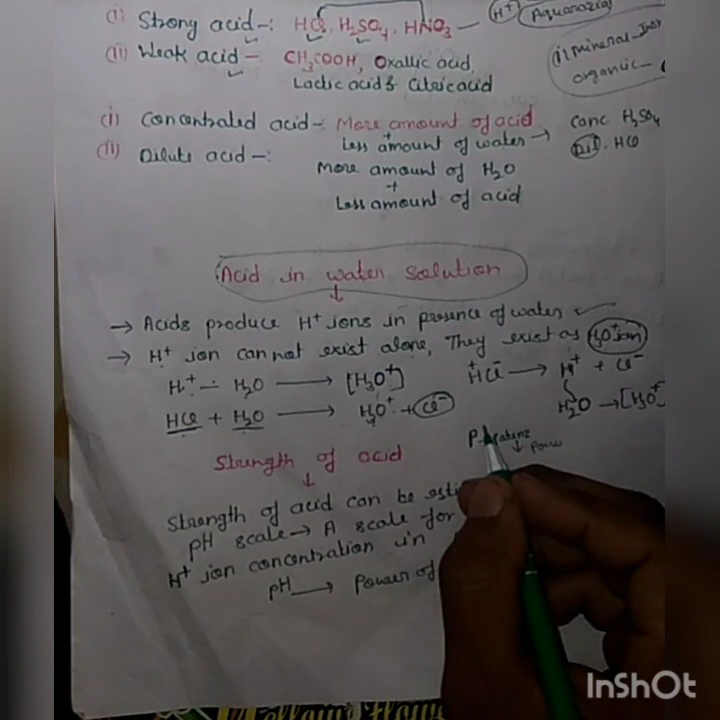 (i) Strong acid -: HCl, H2SO4, HNO3 — (H+)
(ii) Weak acid - CH3COOH, Oxallic acid,
Lactic acid & Citric acid
(i) mineral
organic -
(i) Concentrated acid -: More amount of acid
+
Less amount of water → Conc. H2SO4
(ii) Dilute acid -: Dil. HCl
More amount of H2O
+
Less amount of acid
Acid in water solution
↓
→ Acids produce H+ ions in presence of water
→ H+ ion can not exist alone, They exist as H3O+ ion
H+ - H2O → [H3O+]
+HCl- → H+ + Cl-
HCl + H2O → H3O+ + Cl-
H2O → [H3O+
Strength of acid
↓
↓ Power
Strength of acid can be esti
pH scale → A scale for
H+ ion concentration in
pH → Power of
InShOt